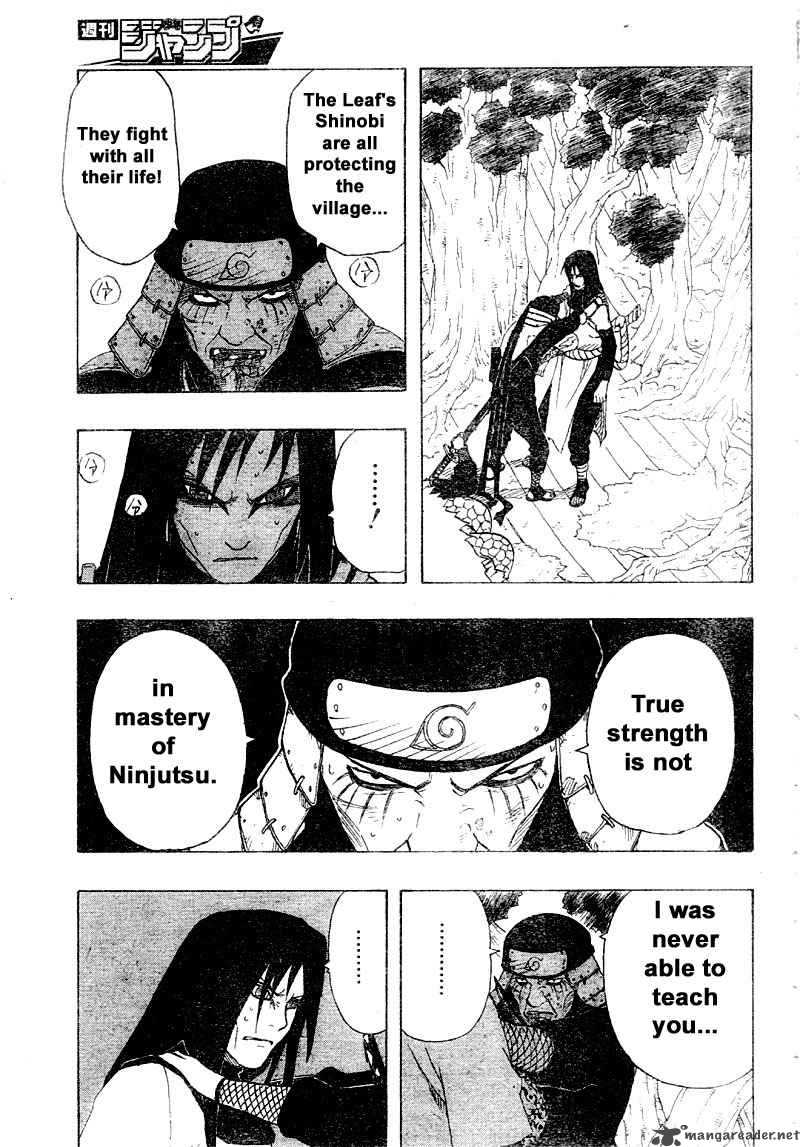 週刊
少年
ジャンプ
The Leaf's
Shinobi
are all
protecting
the
village...
They fight
with all
their life!
.......!
True
strength
is not
in
mastery
of
Ninjutsu.
I was
never
able to
teach
you...
.........
.........
mangareader.net